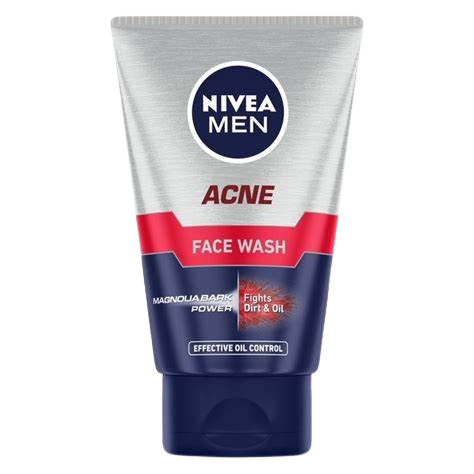 NIVEA
MEN
ACNE
FACE WASH
MAGNOLIA BARK
POWER
Fights
Dirt & Oil
EFFECTIVE OIL CONTROL